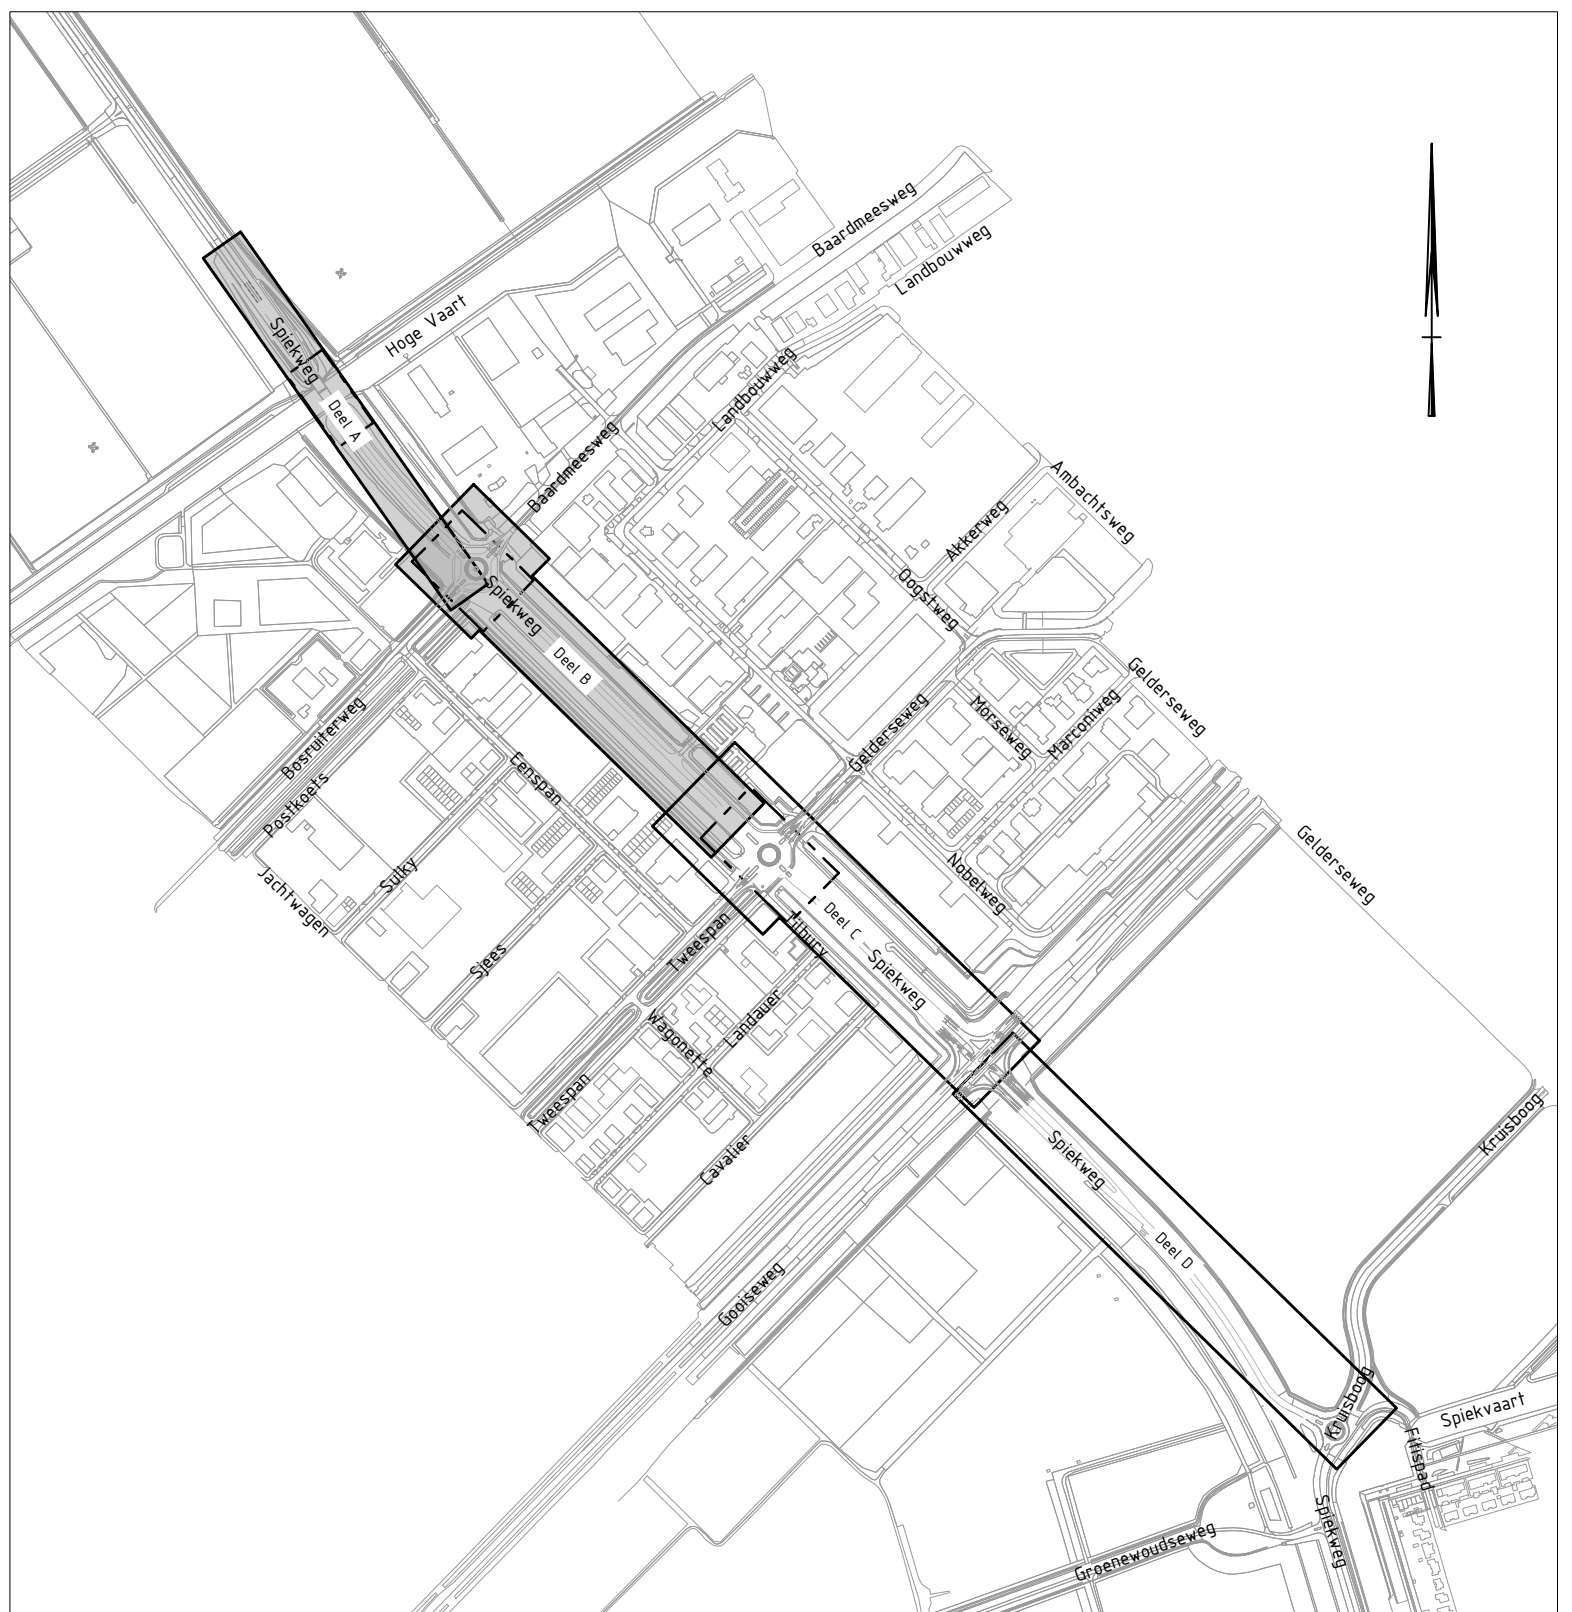 Baardmeesweg
Landbouwweg
Hoge Vaart
Spiekweg
Landbouwweg
Deel A
Baardmeesweg
Ambachtsweg
Akkerweg
Oogstweg
Spiekweg
Deel B
Gelderseweg
Bosruiterweg
Postkoets
Eenspan
Gelderseweg
Morseweg
Marconiweg
Gelderseweg
Jachtwagen
Sulky
Nobelweg
Sjees
Tweespan
Tilbury
Deel C
Spiekweg
Wagonette
Landauer
Tweespan
Cavalier
Spiekweg
Kruisboog
Deel D
Gooiseweg
Kruisboog
Spiekvaart
Fitispad
Spiekweg
Groenewoudseweg